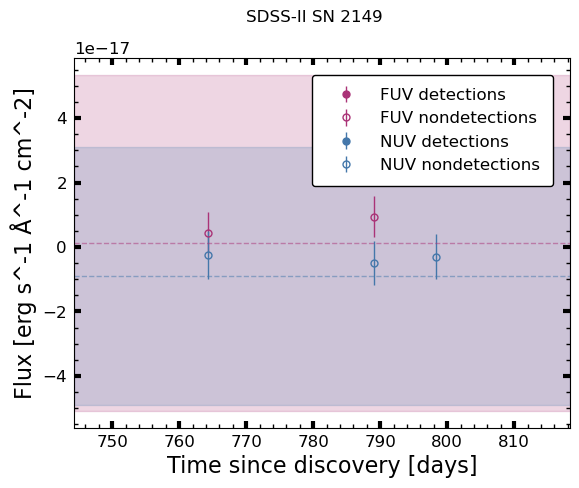 SDSS-II SN 2149
1e−17
FUV detections
FUV nondetections
NUV detections
NUV nondetections
4
2
0
−2
−4
Flux [erg s^-1 Å^-1 cm^-2]
750 760 770 780 790 800 810
Time since discovery [days]